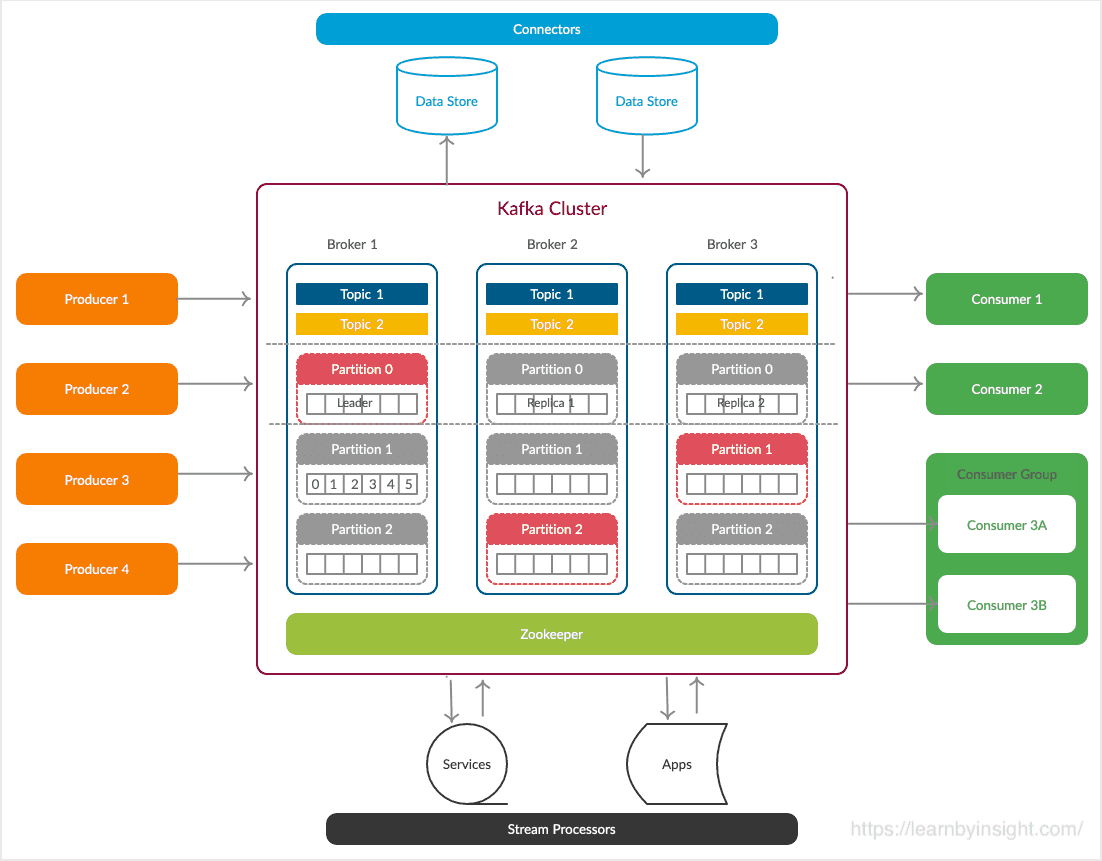 Connectors
Data Store
Data Store
Kafka Cluster
Broker 1
Broker 2
Broker 3
Topic 1
Topic 1
Topic 1
Topic 2
Topic 2
Topic 2
Partition 0
Partition 0
Partition 0
Leader
Replica 1
Replica 2
Partition 1
Partition 1
Partition 1
0 1 2 3 4 5
Partition 2
Partition 2
Partition 2
Zookeeper
Producer 1
Producer 2
Producer 3
Producer 4
Consumer 1
Consumer 2
Consumer Group
Consumer 3A
Consumer 3B
Services
Apps
Stream Processors
https://learnbyinsight.com/